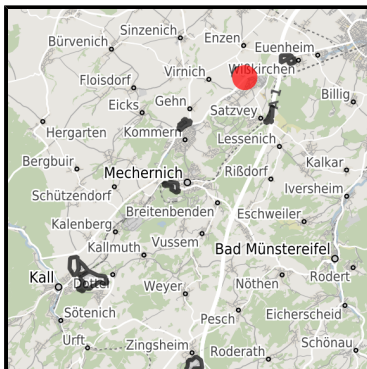 Sinzenich
Enzen
Bürvenich
Euenheim
Wißkirchen
Virnich
Floisdorf
Billig
Eicks
Gehn
Satzvey
A 1
Hergarten
Kommern
Lessenich
Bergbuir
Mechernich
Kalkar
Rißdorf
Schützendorf
Iversheim
Breitenbenden
Eschweiler
Kalenberg
Vussem
Kallmuth
Bad Münstereifel
Kall
Dottel
Rodert
Weyer
Nöthen
Sötenich
Pesch
Eicherscheid
Urft
Zingsheim
Roderath
Schönau